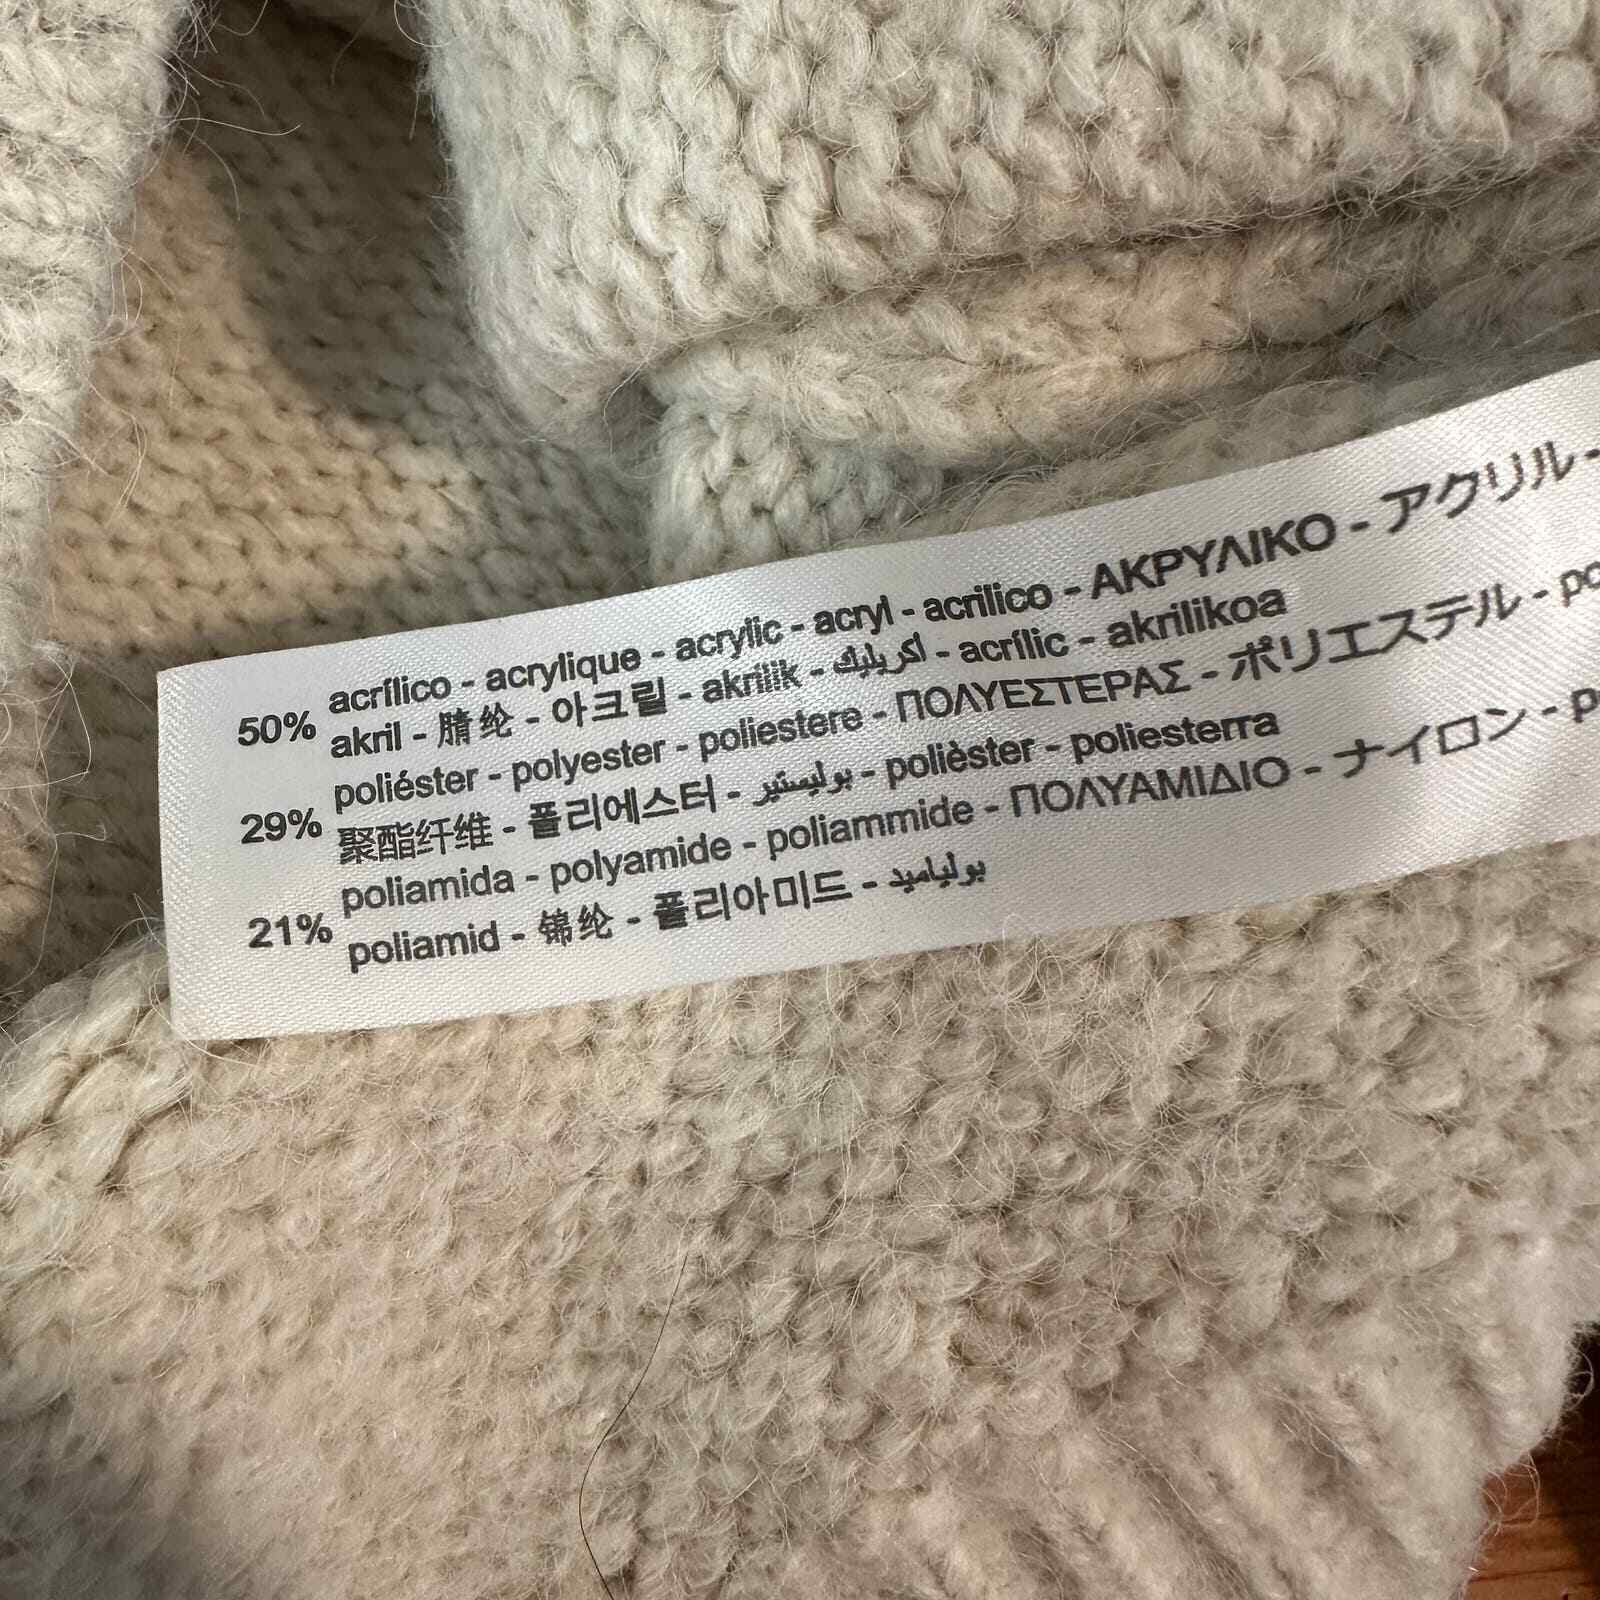 50% acrílico - acrylique - acrylic - acryl - acrilico - ΑΚΡΥΛΙΚΟ - アクリル -
akril - 腈纶 - 아크릴 - akrilik - اكريليك - acrílic - akrilikoa
29% poliéster - polyester - poliestere - ΠΟΛΥΕΣΤΕΡΑΣ - ポリエステル -
聚酯纤维 - 폴리에스터 - بوليستير - polièster - poliesterra
21% poliamida - polyamide - poliammide - ΠΟΛΥΑΜΙΔΙΟ - ナイロン -
poliamid - 锦纶 - 폴리아미드 - بولياميد